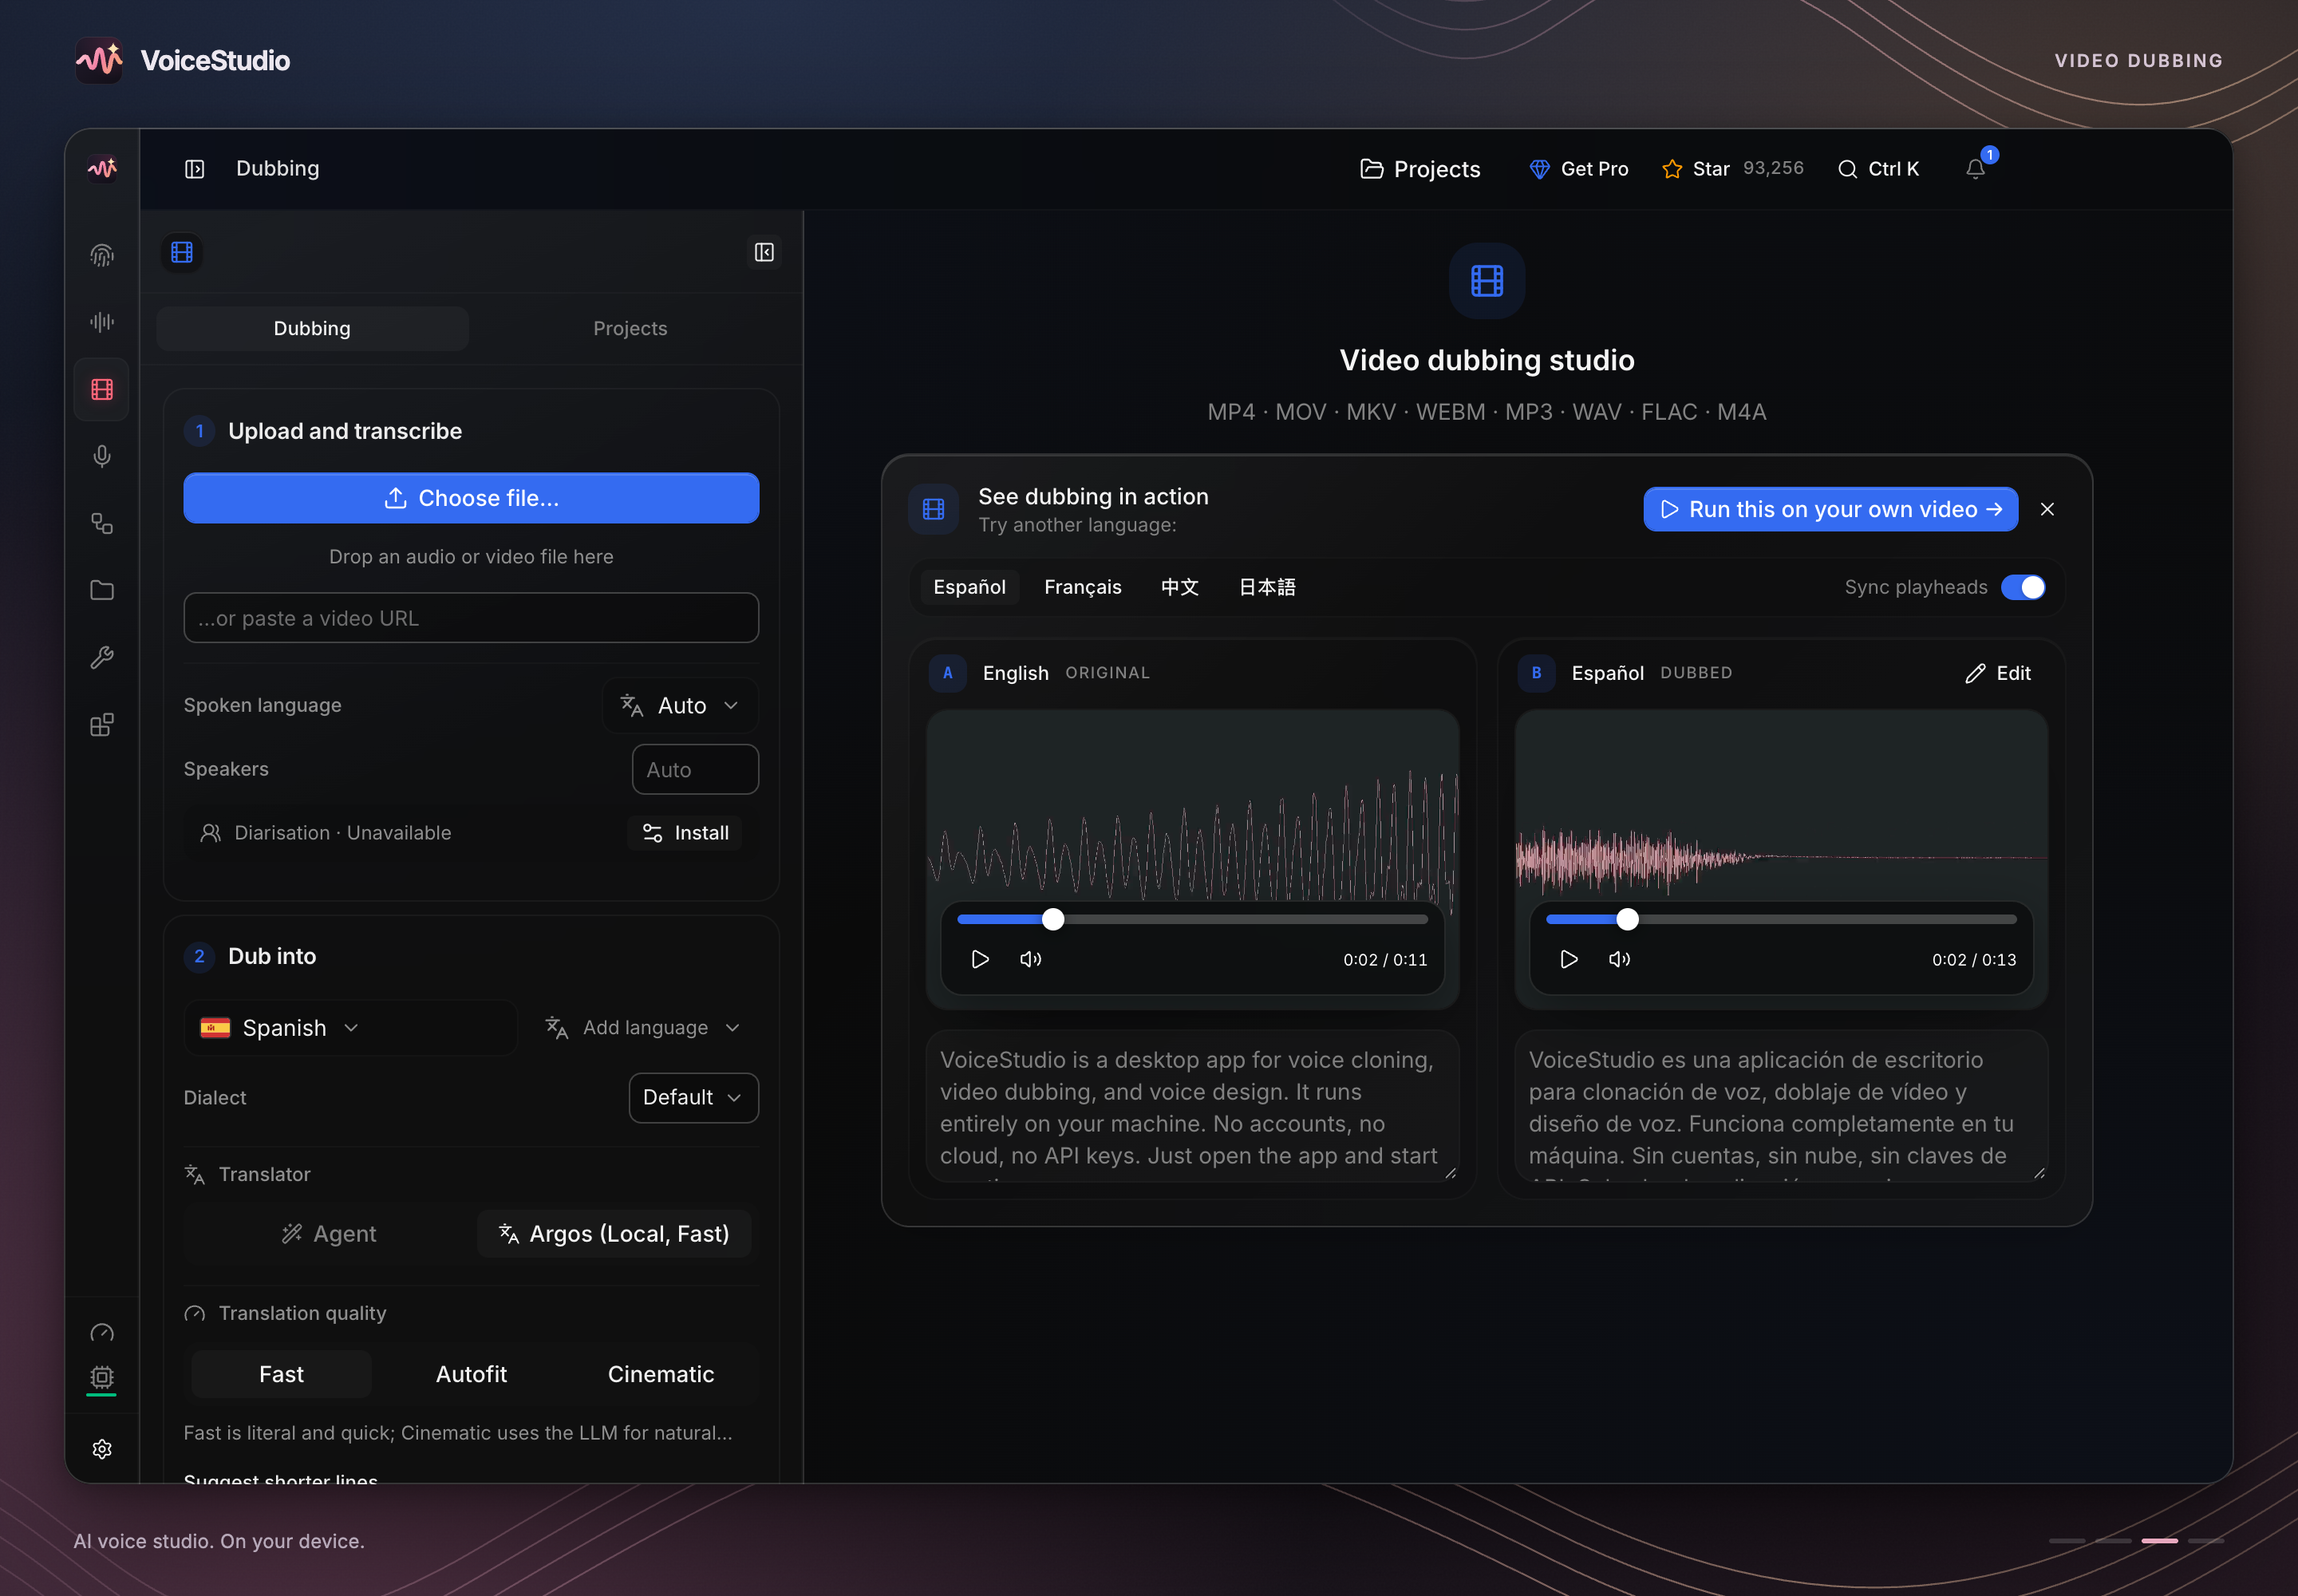 VoiceStudio
VIDEO DUBBING
Dubbing
Projects
Get Pro
Star 93,256
Ctrl K
1
Dubbing
Projects
1 Upload and transcribe
Choose file...
Drop an audio or video file here
...or paste a video URL
Spoken language
Auto
Speakers
Auto
Diarisation · Unavailable
Install
2 Dub into
Spanish
Add language
Dialect
Default
Translator
Agent
Argos (Local, Fast)
Translation quality
Fast
Autofit
Cinematic
Fast is literal and quick; Cinematic uses the LLM for natural...
Suggest shorter lines
Video dubbing studio
MP4 · MOV · MKV · WEBM · MP3 · WAV · FLAC · M4A
See dubbing in action
Try another language:
Run this on your own video →
Español
Français
中文
日本語
Sync playheads
A English ORIGINAL
0:02 / 0:11
VoiceStudio is a desktop app for voice cloning,
video dubbing, and voice design. It runs
entirely on your machine. No accounts, no
cloud, no API keys. Just open the app and start
B Español DUBBED
Edit
0:02 / 0:13
VoiceStudio es una aplicación de escritorio
para clonación de voz, doblaje de vídeo y
diseño de voz. Funciona completamente en tu
máquina. Sin cuentas, sin nube, sin claves de
AI voice studio. On your device.